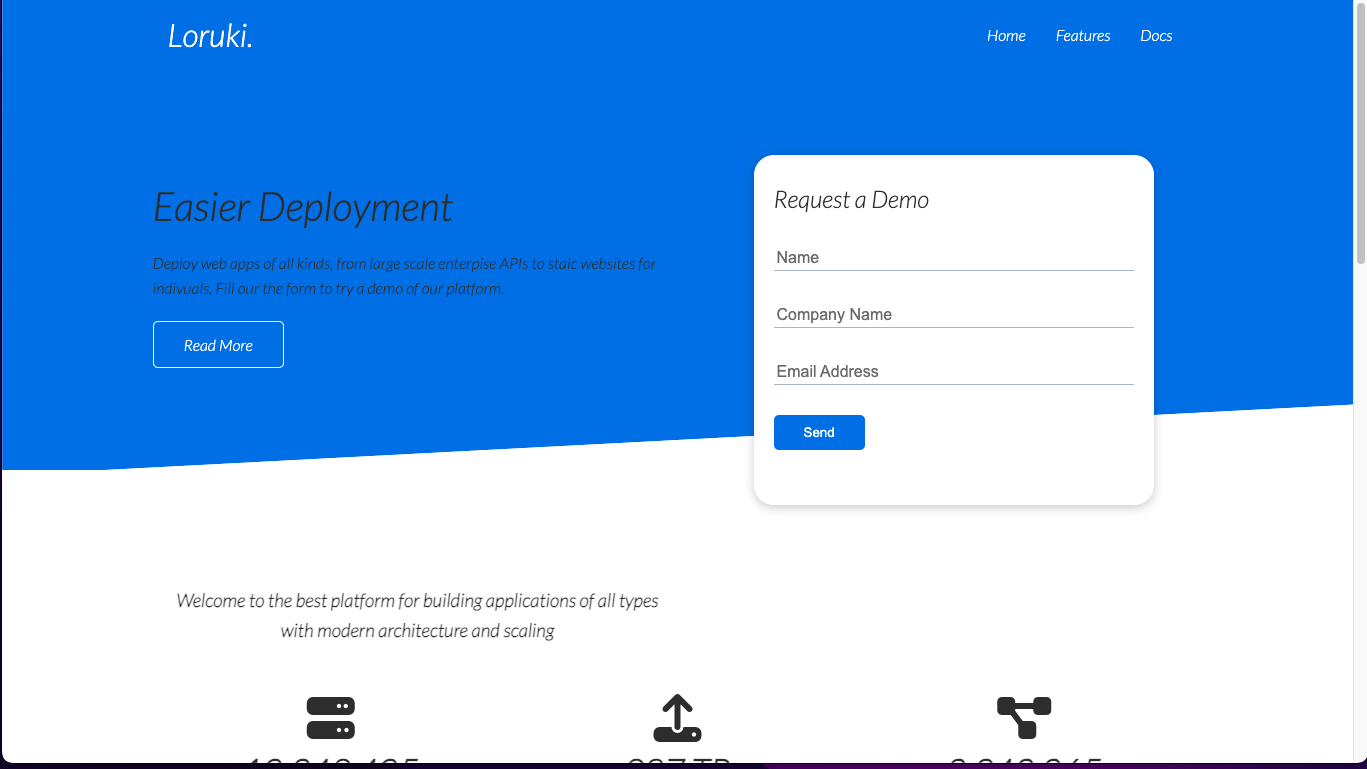 Loruki.
Home Features Docs
Easier Deployment
Deploy web apps of all kinds, from large scale enterpise APIs to staic websites for
indivuals. Fill our the form to try a demo of our platform.
Read More
Request a Demo
Name
Company Name
Email Address
Send
Welcome to the best platform for building applications of all types
with modern architecture and scaling